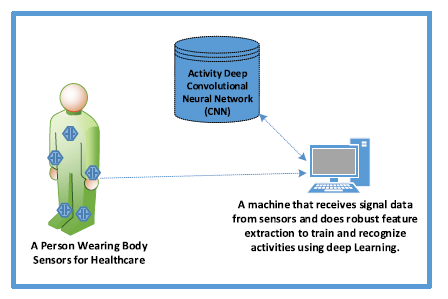 Activity Deep
Convolutional
Neural Network
(CNN)
A machine that receives signal data
from sensors and does robust feature
extraction to train and recognize
activities using deep Learning.
A Person Wearing Body
Sensors for Healthcare